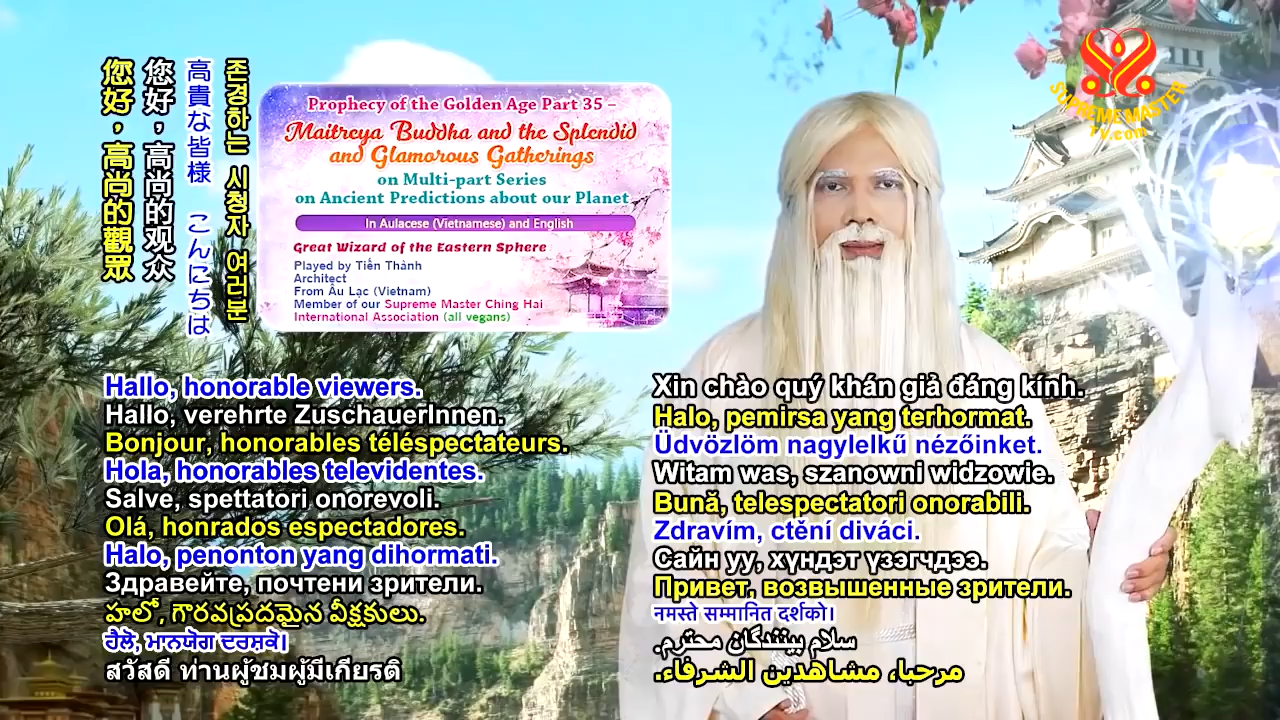 您好，高尚的觀眾
您好，高尚的观众
高貴な皆様　こんにちは
존경하는 시청자 여러분
Prophecy of the Golden Age Part 35 –
Maitreya Buddha and the Splendid
and Glamorous Gatherings
on Multi-part Series
on Ancient Predictions about our Planet
In Aulacese (Vietnamese) and English
Great Wizard of the Eastern Sphere
Played by Tiến Thành
Architect
From Âu Lạc (Vietnam)
Member of our Supreme Master Ching Hai
International Association (all vegans)
SUPREME MASTER
TV.com
Hallo, honorable viewers.
Hallo, verehrte ZuschauerInnen.
Bonjour, honorables téléspectateurs.
Hola, honorables televidentes.
Salve, spettatori onorevoli.
Olá, honrados espectadores.
Halo, penonton yang dihormati.
Здравейте, почтени зрители.
హలో, గౌరవప్రదమైన వీక్షకులు.
ਹੈਲੋ, ਮਾਨਯੋਗ ਦਰਸ਼ਕੋ।
สวัสดี ท่านผู้ชมผู้มีเกียรติ
Xin chào quý khán giả đáng kính.
Halo, pemirsa yang terhormat.
Üdvözlöm nagylelkű nézőinket.
Witam was, szanowni widzowie.
Bună, telespectatori onorabili.
Zdravím, ctění diváci.
Сайн уу, хүндэт үзэгчдээ.
Привет, возвышенные зрители.
नमस्ते सम्मानित दर्शको।
سلام بینندگان محترم.
مرحبا، مشاهدين الشرفاء.